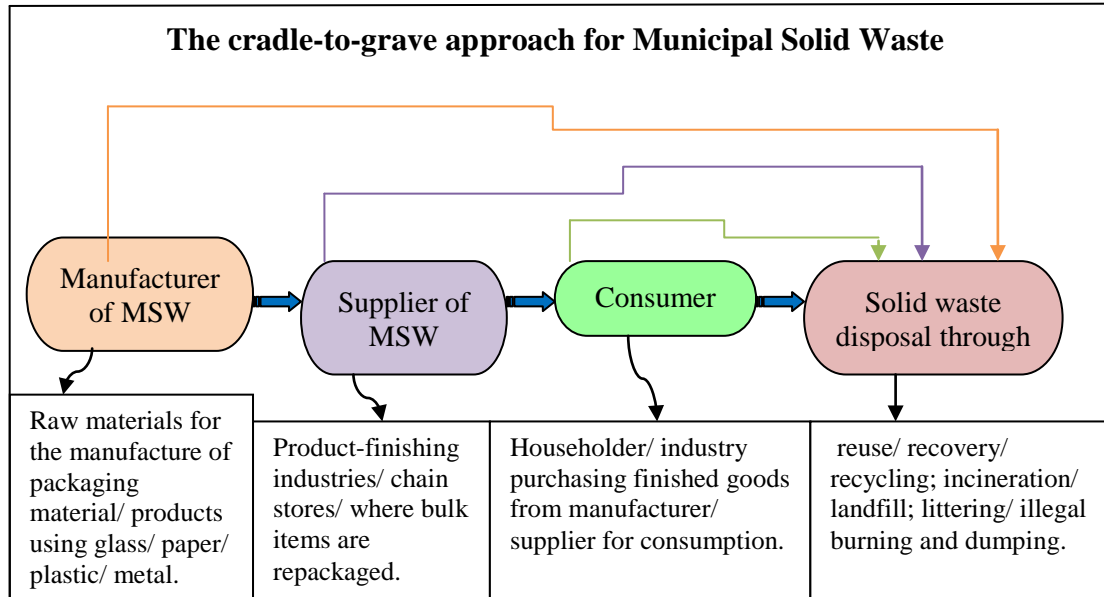 The cradle-to-grave approach for Municipal Solid Waste
Manufacturer
of MSW
Supplier of
MSW
Consumer
Solid waste
disposal through
Raw materials for
the manufacture of
packaging
material/ products
using glass/ paper/
plastic/ metal.
Product-finishing
industries/ chain
stores/ where bulk
items are
repackaged.
Householder/ industry
purchasing finished goods
from manufacturer/
supplier for consumption.
reuse/ recovery/
recycling; incineration/
landfill; littering/ illegal
burning and dumping.